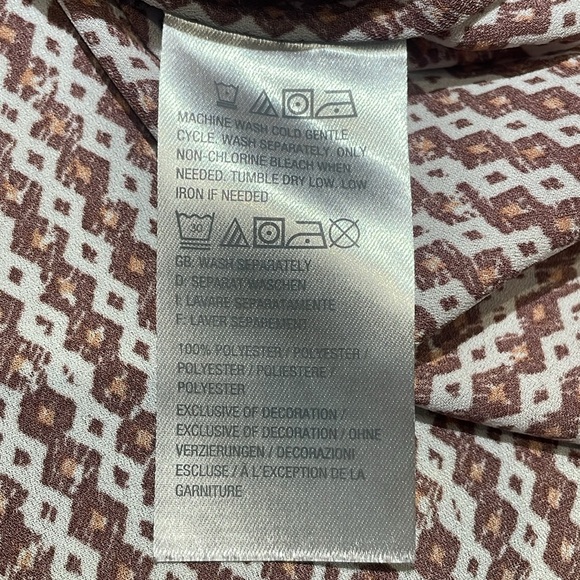 MACHINE WASH COLD GENTLE
CYCLE. WASH SEPARATELY. ONLY
NON-CHLORINE BLEACH WHEN
NEEDED. TUMBLE DRY LOW. LOW
IRON IF NEEDED
30
GB: WASH SEPARATELY
D: SEPARAT WASCHEN
I: LAVARE SEPARATAMENTE
F: LAVER SEPAREMENT
100% POLYESTER / POLYESTER /
POLYESTER / POLIESTERE /
POLYESTER
EXCLUSIVE OF DECORATION /
EXCLUSIVE OF DECORATION / OHNE
VERZIERUNGEN / DECORAZIONI
ESCLUSE / À L'EXCEPTION DE LA
GARNITURE